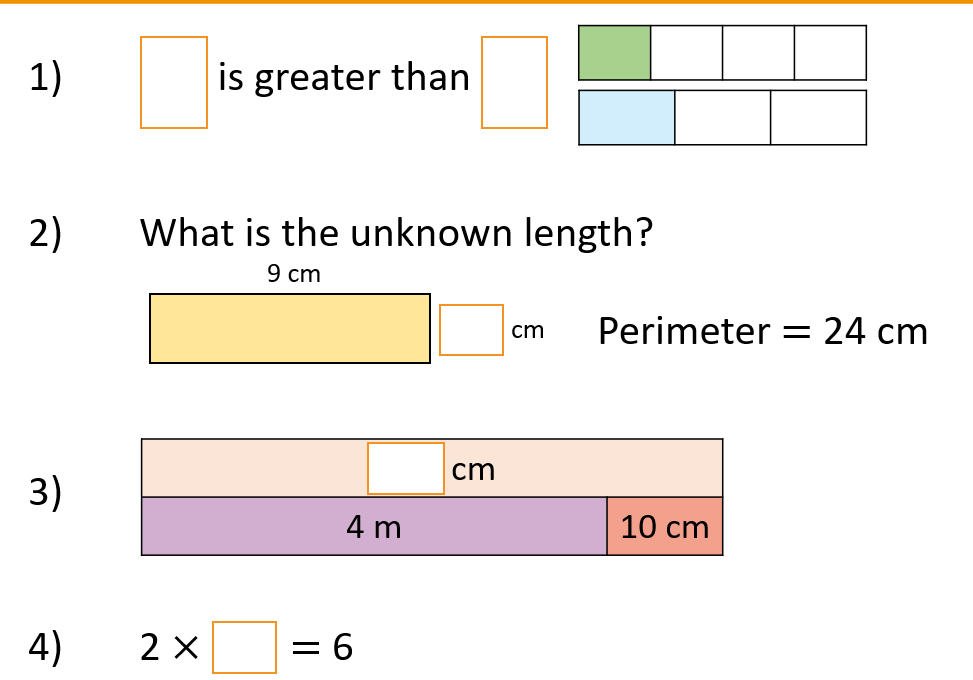 1) is greater than
2) What is the unknown length?
9 cm
cm Perimeter = 24 cm
3) cm
4 m 10 cm
4) 2 × = 6